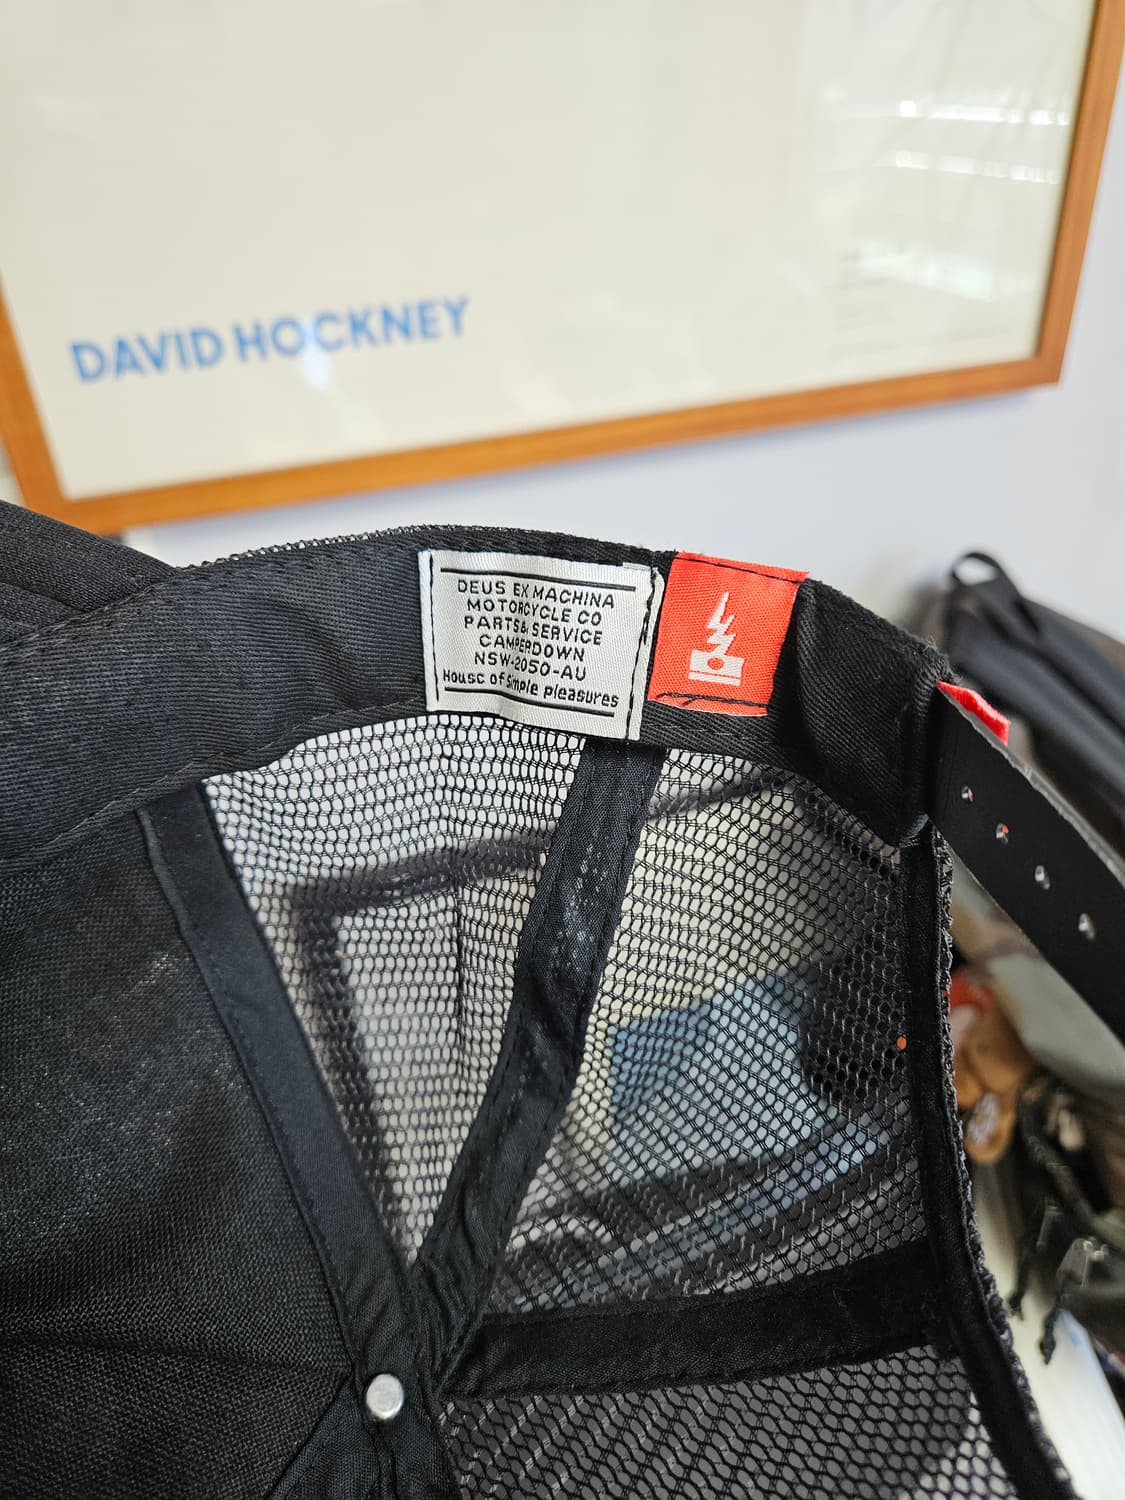 DAVID HOCKNEY
DEUS EX MACHINA
MOTORCYCLE CO
PARTS & SERVICE
CAMPERDOWN
NSW-2050-AU
House of Simple pleasures